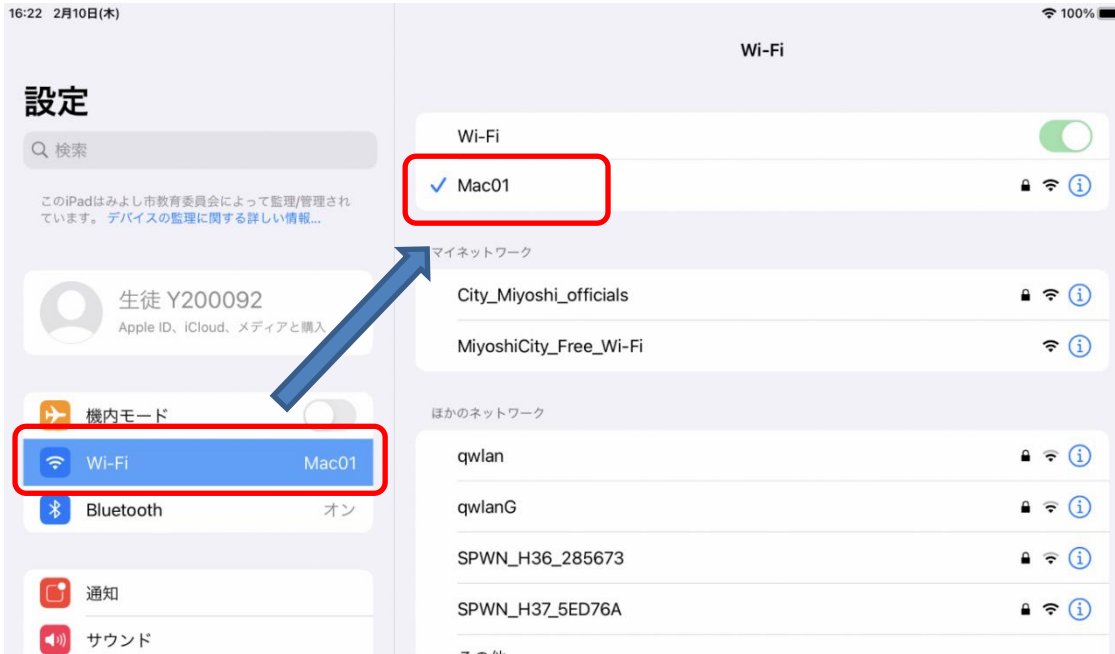 16:22 2月10日(木)
100%
設定
検索
このiPadはみよし市教育委員会によって監理/管理され
ています。デバイスの監理に関する詳しい情報...
生徒 Y200092
Apple ID、iCloud、メディアと購入
機内モード
Wi-Fi Mac01
Bluetooth オン
通知
サウンド
Wi-Fi
Wi-Fi
Mac01
マイネットワーク
City_Miyoshi_officials
MiyoshiCity_Free_Wi-Fi
ほかのネットワーク
qwlan
qwlanG
SPWN_H36_285673
SPWN_H37_5ED76A